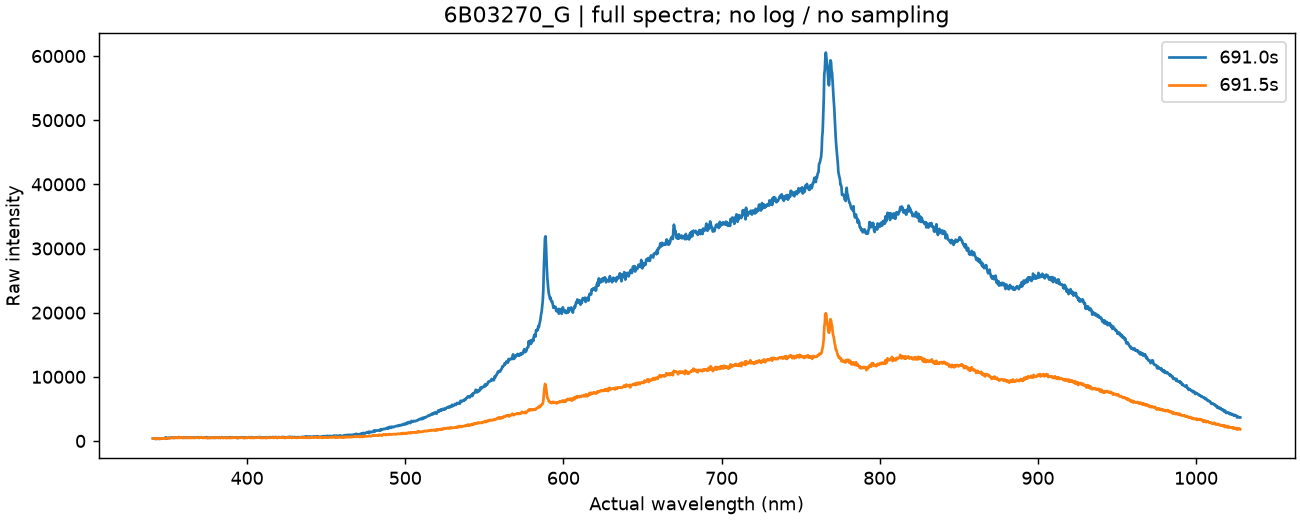 6B03270_G | full spectra; no log / no sampling
691.0s
691.5s
Raw intensity
60000
50000
40000
30000
20000
10000
0
400
500
600
700
800
900
1000
Actual wavelength (nm)